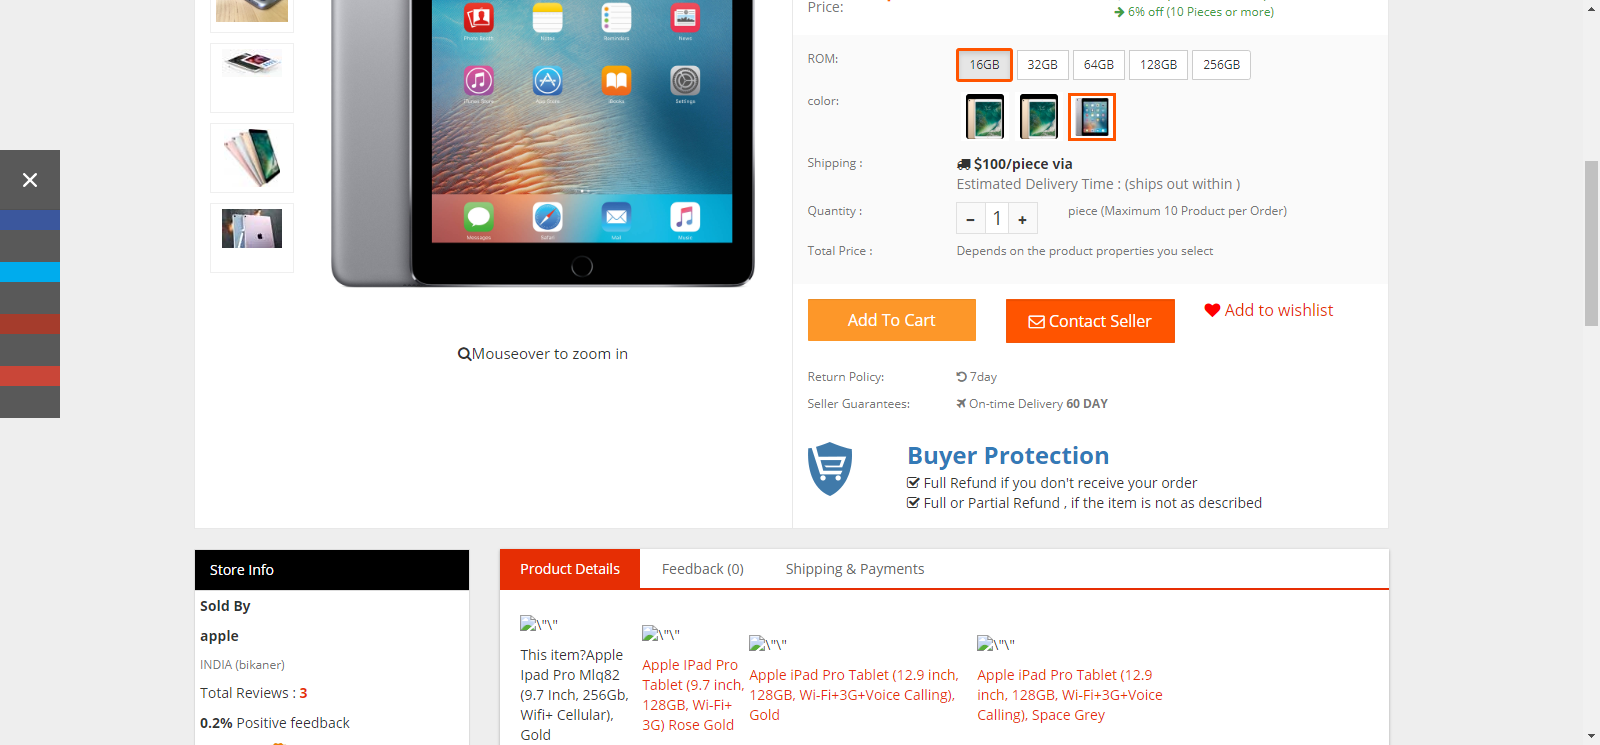 Price:
6% off (10 Pieces or more)
ROM:
16GB 32GB 64GB 128GB 256GB
color:
Shipping : $100/piece via
Estimated Delivery Time : (ships out within )
Quantity : - 1 + piece (Maximum 10 Product per Order)
Total Price : Depends on the product properties you select
Photo Booth Notes Reminders News
iTunes Store App Store iBooks Settings
Messages Safari Mail Music
Mouseover to zoom in
Add To Cart Contact Seller Add to wishlist
Return Policy: 7day
Seller Guarantees: On-time Delivery 60 DAY
Buyer Protection
Full Refund if you don't receive your order
Full or Partial Refund , if the item is not as described
Store Info
Sold By
apple
INDIA (bikaner)
Total Reviews : 3
0.2% Positive feedback
Product Details Feedback (0) Shipping & Payments
\"\"
This item?Apple
Ipad Pro Mlq82
(9.7 Inch, 256Gb,
Wifi+ Cellular),
Gold
\"\"
Apple IPad Pro
Tablet (9.7 inch,
128GB, Wi-Fi+
3G) Rose Gold
\"\"
Apple iPad Pro Tablet (12.9 inch,
128GB, Wi-Fi+3G+Voice Calling),
Gold
\"\"
Apple iPad Pro Tablet (12.9
inch, 128GB, Wi-Fi+3G+Voice
Calling), Space Grey